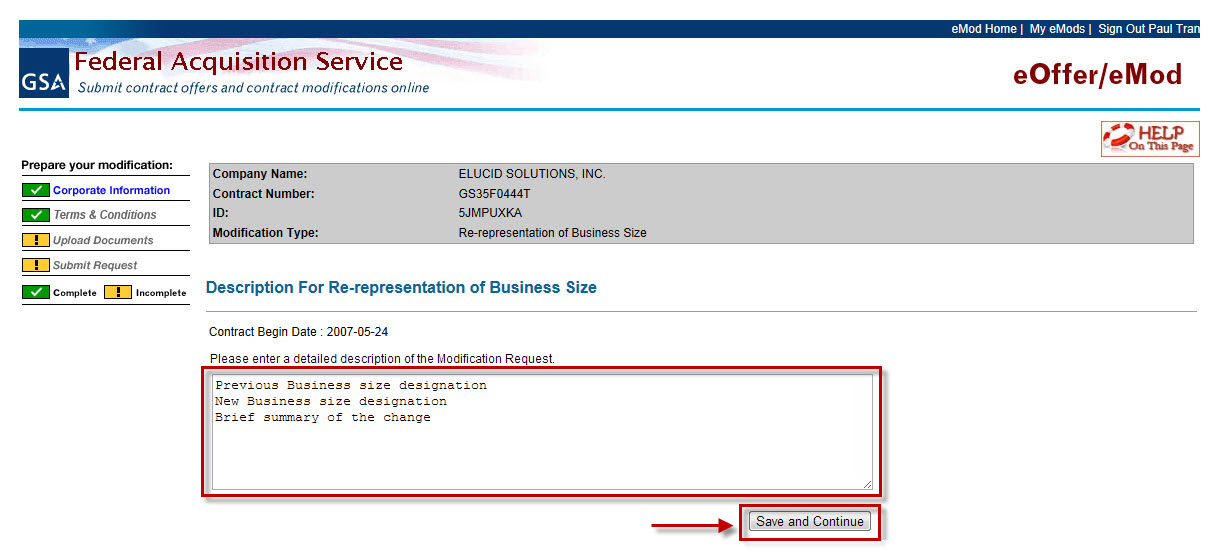 eMod Home | My eMods | Sign Out Paul Tran
GSA
Federal Acquisition Service
Submit contract offers and contract modifications online
eOffer/eMod
HELP
On This Page
Prepare your modification:
Corporate Information
Terms & Conditions
Upload Documents
Submit Request
Complete Incomplete
Company Name: ELUCID SOLUTIONS, INC.
Contract Number: GS35F0444T
ID: 5JMPUXKA
Modification Type: Re-representation of Business Size
Description For Re-representation of Business Size
Contract Begin Date : 2007-05-24
Please enter a detailed description of the Modification Request.
Previous Business size designation
New Business size designation
Brief summary of the change
Save and Continue